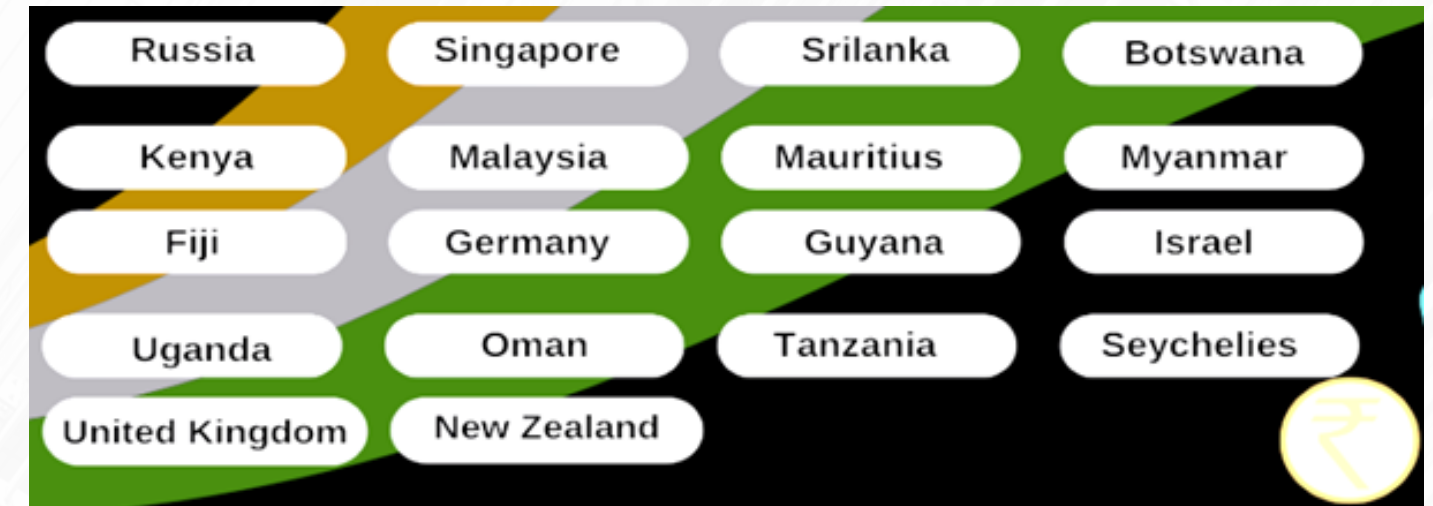 Russia Singapore Srilanka Botswana
Kenya Malaysia Mauritius Myanmar
Fiji Germany Guyana Israel
Uganda Oman Tanzania Seychelies
United Kingdom New Zealand
₹